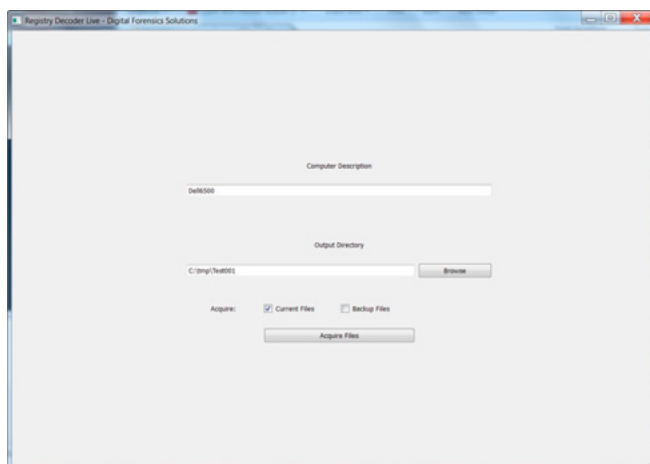 Registry Decoder Live - Digital Forensics Solutions
Computer Description
Dell6500
Output Directory
C:\tmp\Test001 Browse
Acquire: Current Files Backup Files
Acquire Files